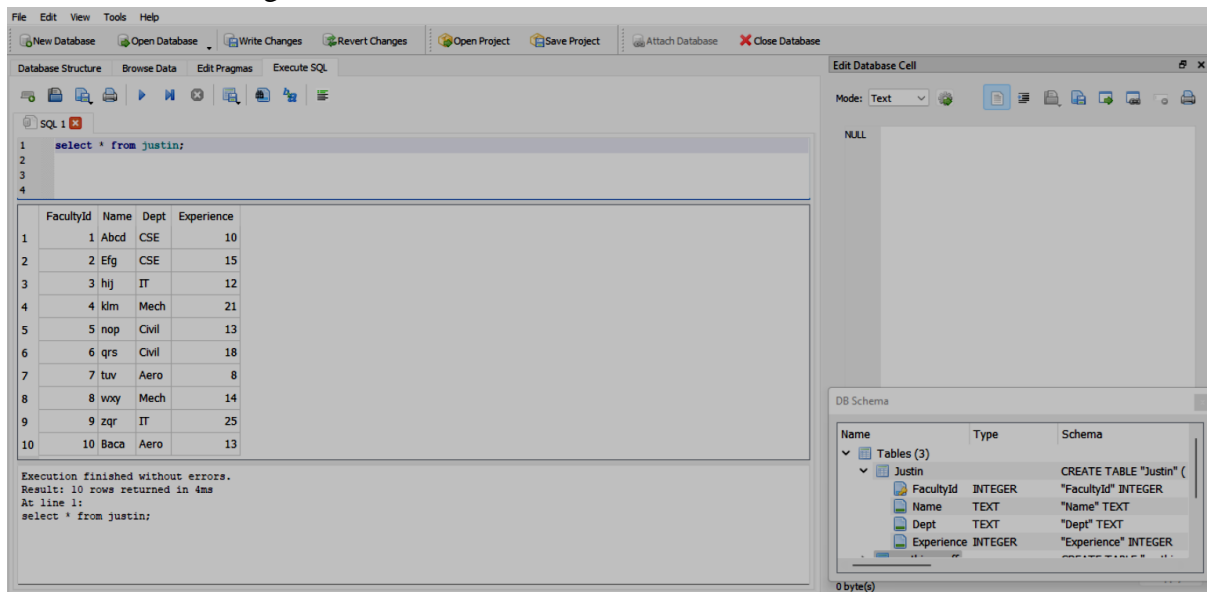 File Edit View Tools Help
New Database Open Database Write Changes Revert Changes Open Project Save Project Attach Database Close Database
Database Structure Browse Data Edit Pragmas Execute SQL
SQL 1
1 select * from justin;
2
3
4
FacultyId Name Dept Experience
1 1 Abcd CSE 10
2 2 Efg CSE 15
3 3 hij IT 12
4 4 klm Mech 21
5 5 nop Civil 13
6 6 qrs Civil 18
7 7 tuv Aero 8
8 8 wxy Mech 14
9 9 zqr IT 25
10 10 Baca Aero 13
Execution finished without errors.
Result: 10 rows returned in 4ms
At line 1:
select * from justin;
Edit Database Cell
Mode: Text
NULL
DB Schema
Name Type Schema
Tables (3)
Justin CREATE TABLE "Justin" (
FacultyId INTEGER "FacultyId" INTEGER
Name TEXT "Name" TEXT
Dept TEXT "Dept" TEXT
Experience INTEGER "Experience" INTEGER
0 byte(s)